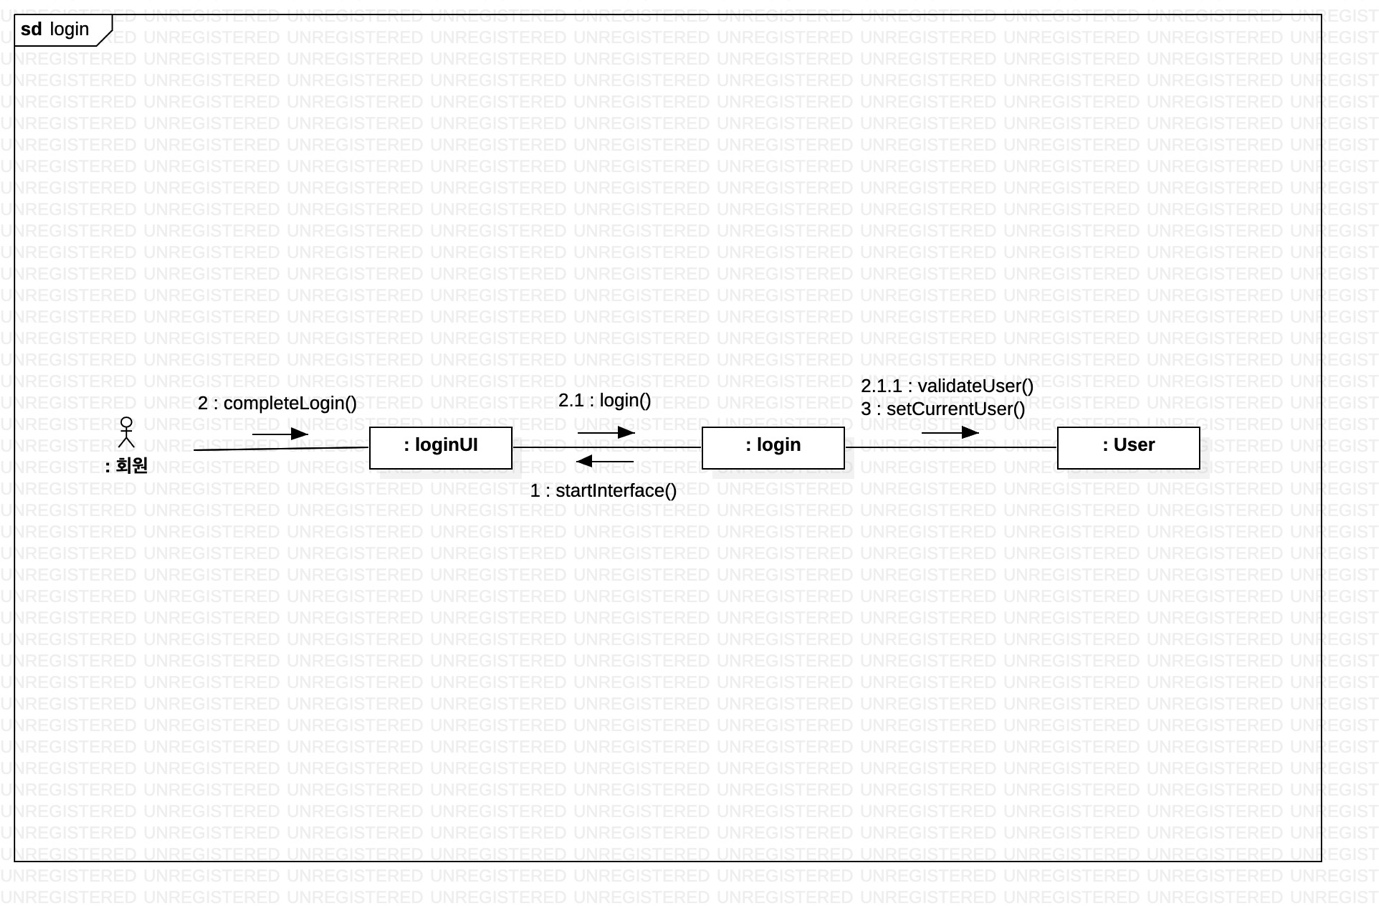 sd login
2 : completeLogin()
2.1 : login()
2.1.1 : validateUser()
3 : setCurrentUser()
: 회원
: loginUI
: login
: User
1 : startInterface()
UNREGISTERED